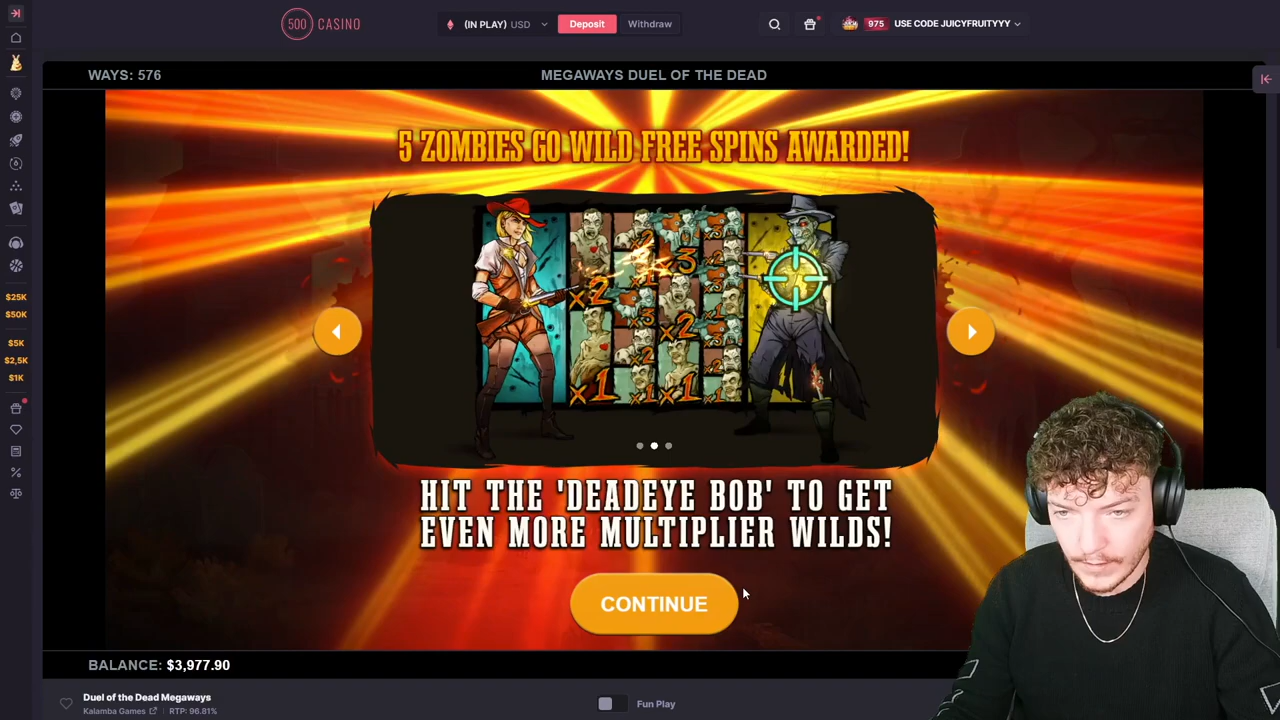 500 CASINO
(IN PLAY) USD
Deposit
Withdraw
975
USE CODE JUICYFRUITYYY
WAYS: 576
MEGAWAYS DUEL OF THE DEAD
5 ZOMBIES GO WILD FREE SPINS AWARDED!
x2
x3
x2
x1
x1
HIT THE 'DEADEYE BOB' TO GET
EVEN MORE MULTIPLIER WILDS!
CONTINUE
$25K
$50K
$5K
$2,5K
$1K
BALANCE: $3,977.90
Duel of the Dead Megaways
Kalamba Games
RTP: 96.81%
Fun Play